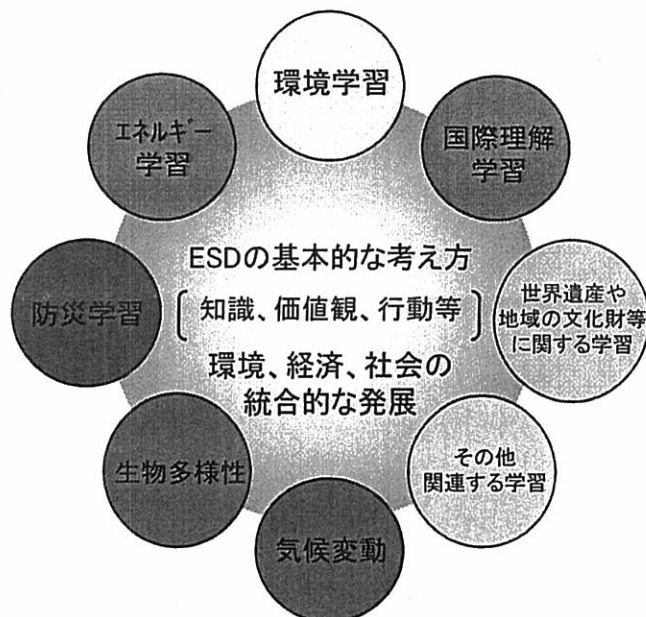 環境学習
エネルギー
学習
国際理解
学習
ESDの基本的な考え方
知識、価値観、行動等
環境、経済、社会の
統合的な発展
防災学習
世界遺産や
地域の文化財等
に関する学習
生物多様性
その他
関連する学習
気候変動